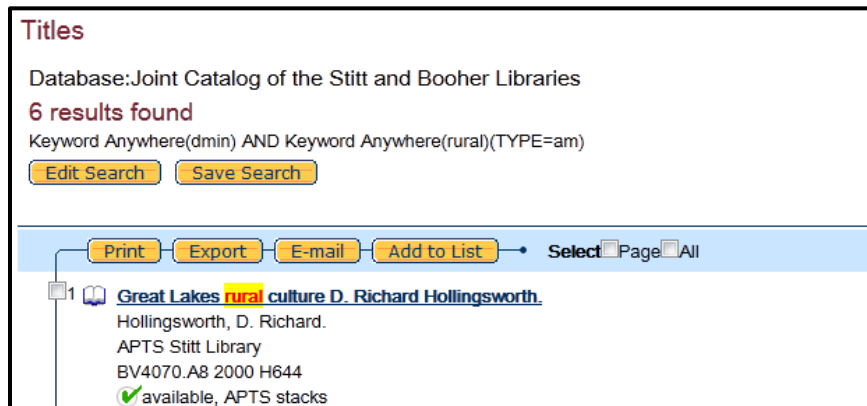 Titles
Database:Joint Catalog of the Stitt and Booher Libraries
6 results found
Keyword Anywhere(dmin) AND Keyword Anywhere(rural)(TYPE=am)
Edit Search Save Search
Print Export E-mail Add to List Select Page All
1 Great Lakes rural culture D. Richard Hollingsworth.
Hollingsworth, D. Richard.
APTS Stitt Library
BV4070.A8 2000 H644
available, APTS stacks